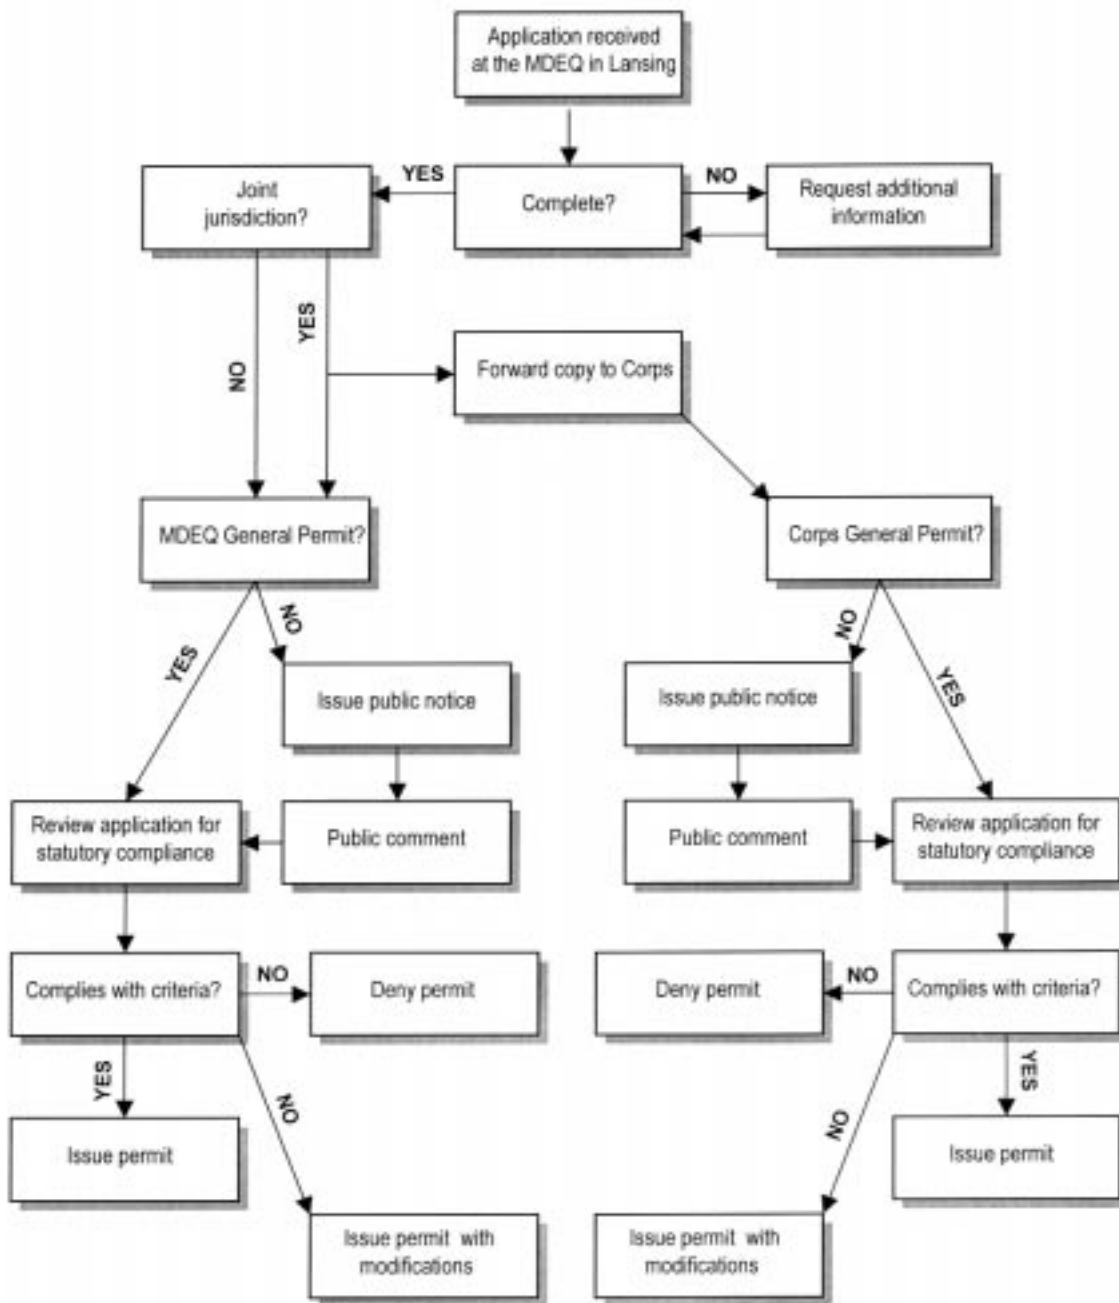 Application received
at the MDEQ in Lansing
YES
NO
Joint
jurisdiction?
Complete?
Request additional
information
NO
YES
Forward copy to Corps
MDEQ General Permit?
Corps General Permit?
NO
NO
YES
YES
Issue public notice
Issue public notice
Review application for
statutory compliance
Public comment
Public comment
Review application for
statutory compliance
Complies with criteria?
NO
Deny permit
Deny permit
NO
Complies with criteria?
YES
NO
NO
YES
Issue permit
Issue permit
Issue permit with
modifications
Issue permit with
modifications